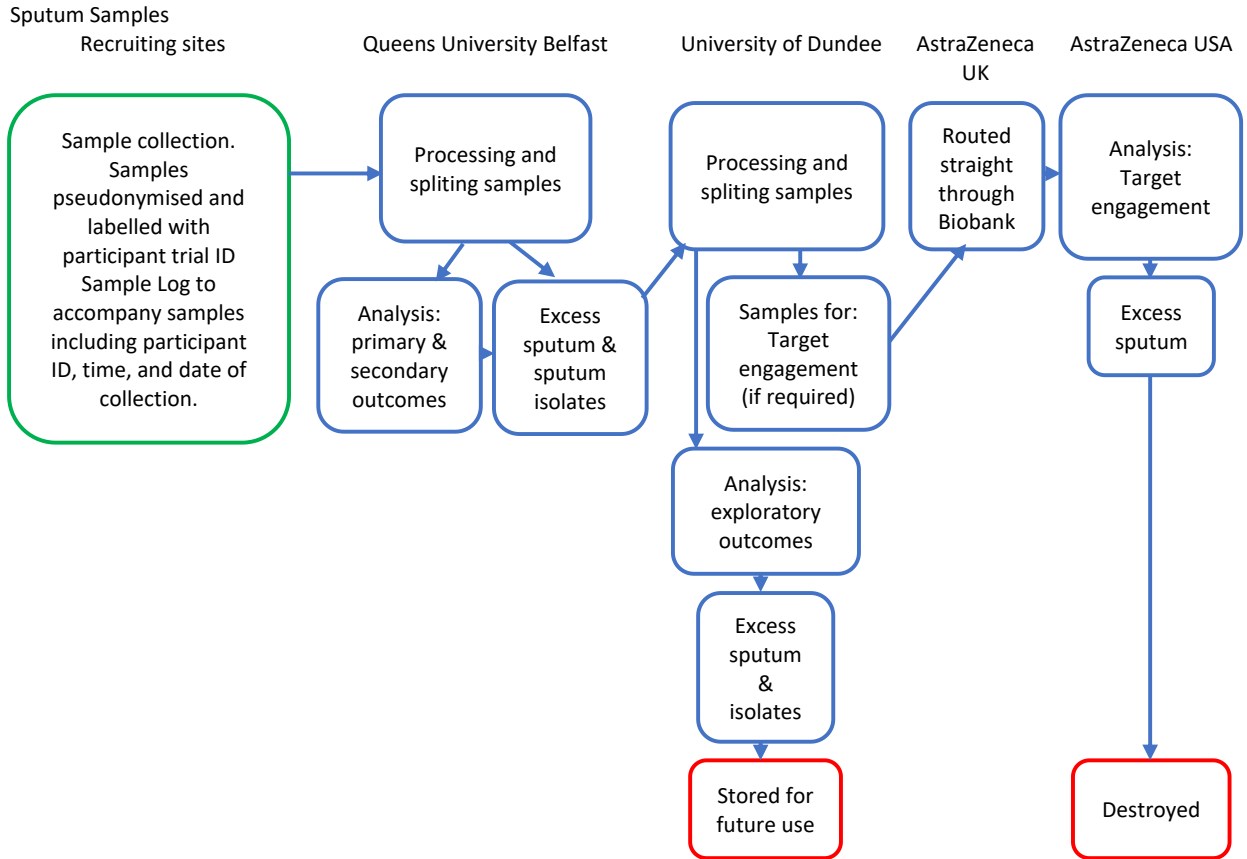 Sputum Samples
Recruiting sites
Queens University Belfast
University of Dundee
AstraZeneca
UK
AstraZeneca USA
Sample collection.
Samples
pseudonymised and
labelled with
participant trial ID
Sample Log to
accompany samples
including participant
ID, time, and date of
collection.
Processing and
spliting samples
Analysis:
primary &
secondary
outcomes
Excess
sputum &
sputum
isolates
Processing and
spliting samples
Samples for:
Target
engagement
(if required)
Analysis:
exploratory
outcomes
Excess
sputum
&
isolates
Stored for
future use
Routed
straight
through
Biobank
Analysis:
Target
engagement
Excess
sputum
Destroyed